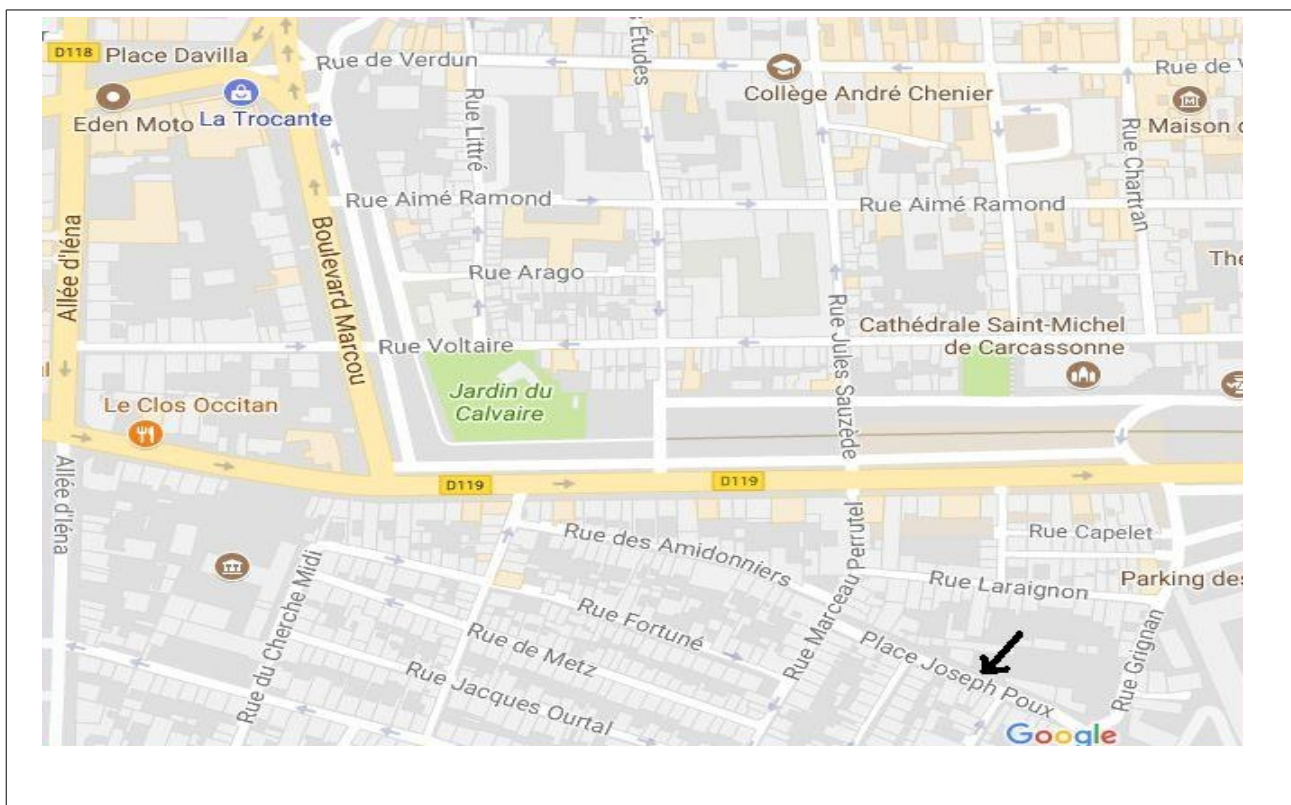 D118
Place Davilla
Rue de Verdun
Études
Collège André Chenier
Rue de V
Eden Moto
La Trocante
Rue Littré
Maison d
Rue Chartran
Rue Aimé Ramond
Rue Aimé Ramond
Allée d'Iéna
Boulevard Marcou
Rue Arago
The
Rue Jules Sauzède
Rue Voltaire
Cathédrale Saint-Michel
de Carcassonne
Jardin du
Calvaire
Le Clos Occitan
Allée d'Iéna
D119
D119
Rue des Amidonniers
Rue Capelet
Rue Laraignon
Parking des
Rue du Cherche Midi
Rue Fortuné
Rue Marceau Perrutel
Rue de Metz
Place Joseph Poux
Rue Grignan
Rue Jacques Ourtal
Google